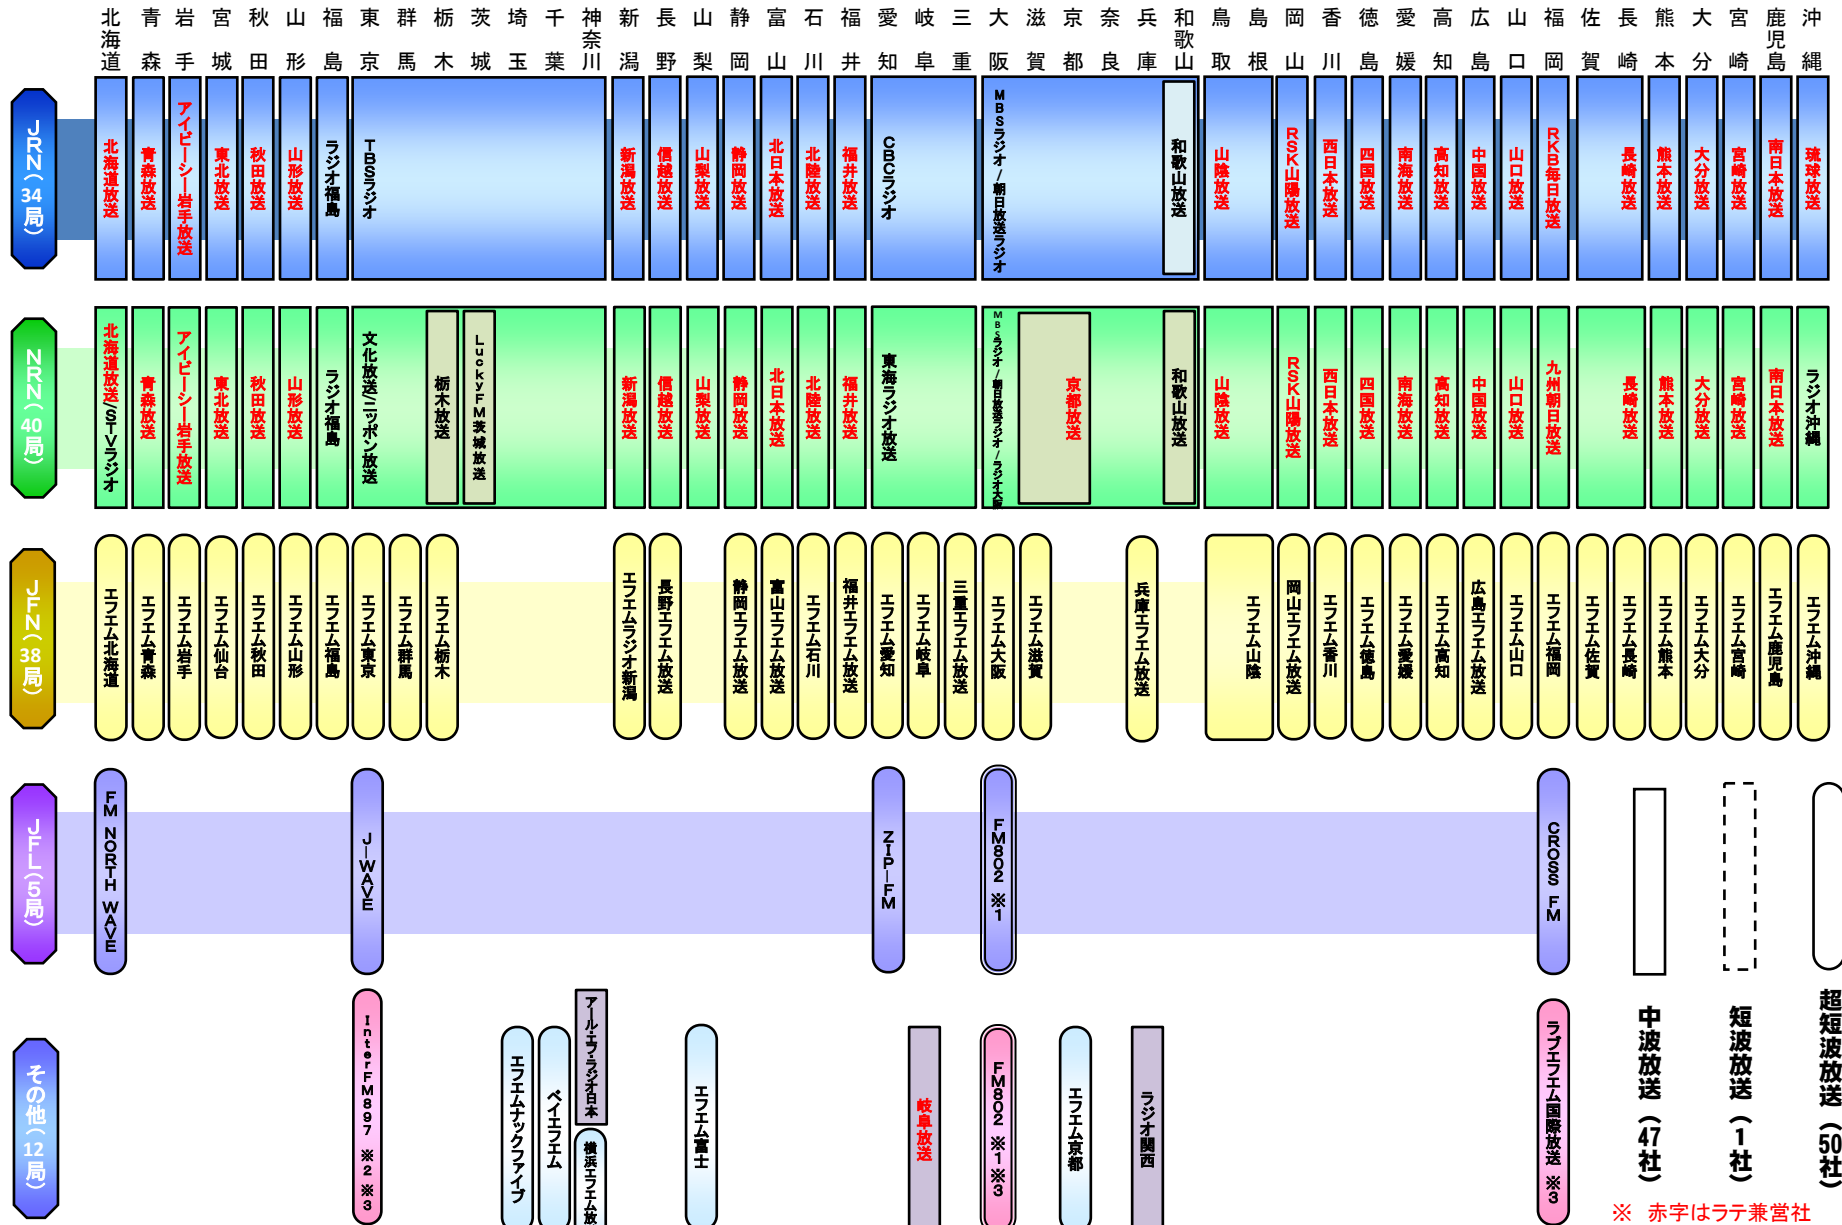 北海道 青森 岩手 宮城 秋田 山形 福島 東京 群馬 栃木 茨城 埼玉 千葉 神奈川 新潟 長野 山梨 静岡 富山 石川 福井 愛知 岐阜 三重 大阪 滋賀 京都 奈良 兵庫 和歌山 鳥取 島根 岡山 香川 徳島 愛媛 高知 広島 山口 福岡 佐賀 長崎 熊本 大分 宮崎 鹿児島 沖縄
JRN(34局)
北海道放送
青森放送
アイビーシー岩手放送
東北放送
秋田放送
山形放送
ラジオ福島
TBSラジオ
新潟放送
信越放送
山梨放送
静岡放送
北日本放送
北陸放送
福井放送
CBCラジオ
MBSラジオ/朝日放送ラジオ
和歌山放送
山陰放送
RSK山陽放送
西日本放送
四国放送
南海放送
高知放送
中国放送
山口放送
RKB毎日放送
長崎放送
熊本放送
大分放送
宮崎放送
南日本放送
琉球放送
NRN(40局)
北海道放送/STVラジオ
青森放送
アイビーシー岩手放送
東北放送
秋田放送
山形放送
ラジオ福島
文化放送/ニッポン放送
栃木放送
LuckyFM茨城放送
新潟放送
信越放送
山梨放送
静岡放送
北日本放送
北陸放送
福井放送
東海ラジオ放送
MBSラジオ/朝日放送ラジオ/ラジオ大阪
京都放送
和歌山放送
山陰放送
RSK山陽放送
西日本放送
四国放送
南海放送
高知放送
中国放送
山口放送
九州朝日放送
長崎放送
熊本放送
大分放送
宮崎放送
南日本放送
ラジオ沖縄
JFN(38局)
エフエム北海道
エフエム青森
エフエム岩手
エフエム仙台
エフエム秋田
エフエム山形
エフエム福島
エフエム東京
エフエム群馬
エフエム栃木
エフエムラジオ新潟
長野エフエム放送
静岡エフエム放送
富山エフエム放送
エフエム石川
福井エフエム放送
エフエム愛知
エフエム岐阜
三重エフエム放送
エフエム大阪
エフエム滋賀
兵庫エフエム放送
エフエム山陰
岡山エフエム放送
エフエム香川
エフエム徳島
エフエム愛媛
エフエム高知
広島エフエム放送
エフエム山口
エフエム福岡
エフエム佐賀
エフエム長崎
エフエム熊本
エフエム大分
エフエム宮崎
エフエム鹿児島
エフエム沖縄
JFL(5局)
FM NORTH WAVE
J-WAVE
ZIP-FM
FM802 ※1
CROSS FM
その他(12局)
InterFM897 ※2 ※3
エフエムナックファイブ
ベイエフエム
アール・エフ・ラジオ日本
横浜エフエム放
エフエム富士
岐阜放送
FM802 ※1※3
エフエム京都
ラジオ関西
ラブエフエム国際放送 ※3
中波放送(47社)
短波放送(1社)
超短波放送(50社)
※ 赤字はラテ兼営社